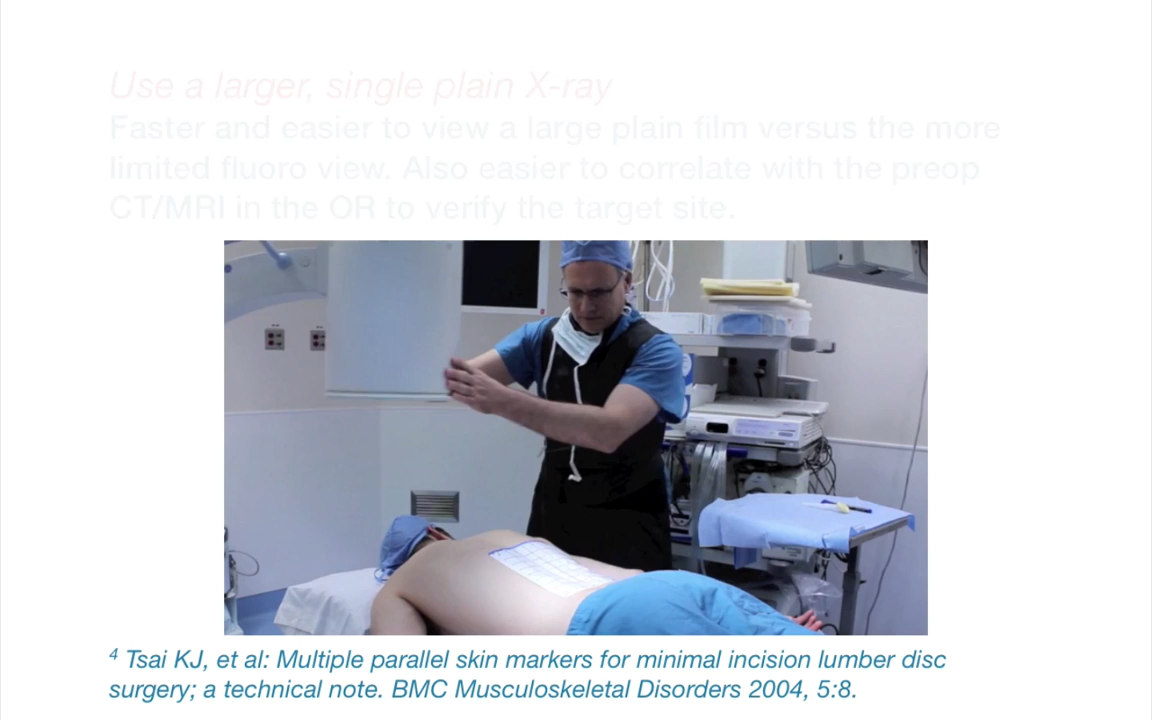 Use a larger, single plain X-ray
Faster and easier to view a large plain film versus the more
limited fluoro view. Also easier to correlate with the preop
CT/MRI in the OR to verify the target site.
⁴ Tsai KJ, et al: Multiple parallel skin markers for minimal incision lumber disc
surgery; a technical note. BMC Musculoskeletal Disorders 2004, 5:8.